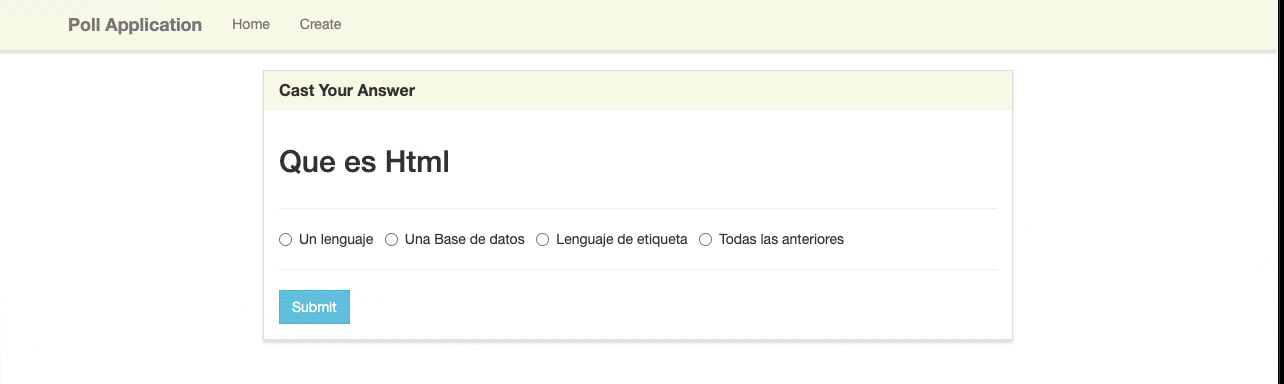 Poll Application Home Create
Cast Your Answer
Que es Html
Un lenguaje Una Base de datos Lenguaje de etiqueta Todas las anteriores
Submit